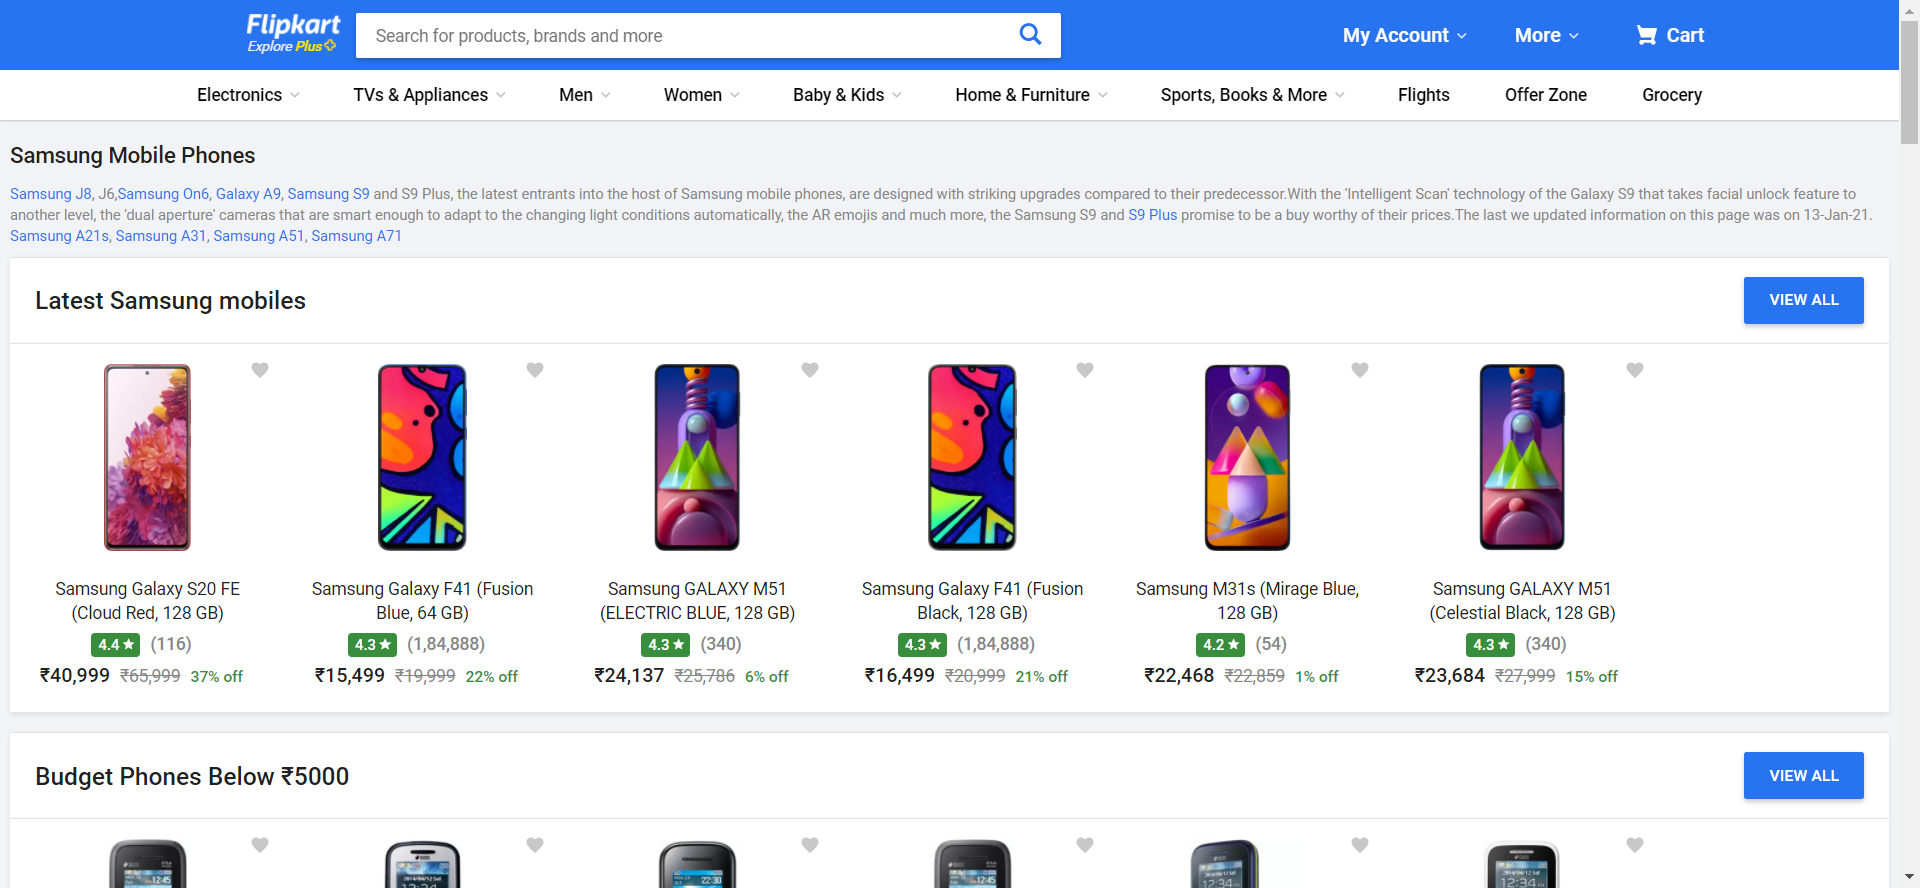 Flipkart
Explore Plus
Search for products, brands and more
My Account
More
Cart
Electronics
TVs & Appliances
Men
Women
Baby & Kids
Home & Furniture
Sports, Books & More
Flights
Offer Zone
Grocery
Samsung Mobile Phones
Samsung J8, J6,Samsung On6, Galaxy A9, Samsung S9 and S9 Plus, the latest entrants into the host of Samsung mobile phones, are designed with striking upgrades compared to their predecessor.With the 'Intelligent Scan' technology of the Galaxy S9 that takes facial unlock feature to
another level, the 'dual aperture' cameras that are smart enough to adapt to the changing light conditions automatically, the AR emojis and much more, the Samsung S9 and S9 Plus promise to be a buy worthy of their prices.The last we updated information on this page was on 13-Jan-21.
Samsung A21s, Samsung A31, Samsung A51, Samsung A71
Latest Samsung mobiles
VIEW ALL
Samsung Galaxy S20 FE
(Cloud Red, 128 GB)
4.4 ★ (116)
₹40,999 ₹65,999 37% off
Samsung Galaxy F41 (Fusion
Blue, 64 GB)
4.3 ★ (1,84,888)
₹15,499 ₹19,999 22% off
Samsung GALAXY M51
(ELECTRIC BLUE, 128 GB)
4.3 ★ (340)
₹24,137 ₹25,786 6% off
Samsung Galaxy F41 (Fusion
Black, 128 GB)
4.3 ★ (1,84,888)
₹16,499 ₹20,999 21% off
Samsung M31s (Mirage Blue,
128 GB)
4.2 ★ (54)
₹22,468 ₹22,859 1% off
Samsung GALAXY M51
(Celestial Black, 128 GB)
4.3 ★ (340)
₹23,684 ₹27,999 15% off
Budget Phones Below ₹5000
VIEW ALL
12:45
12:34
22:30
12:45
12:34
12:34